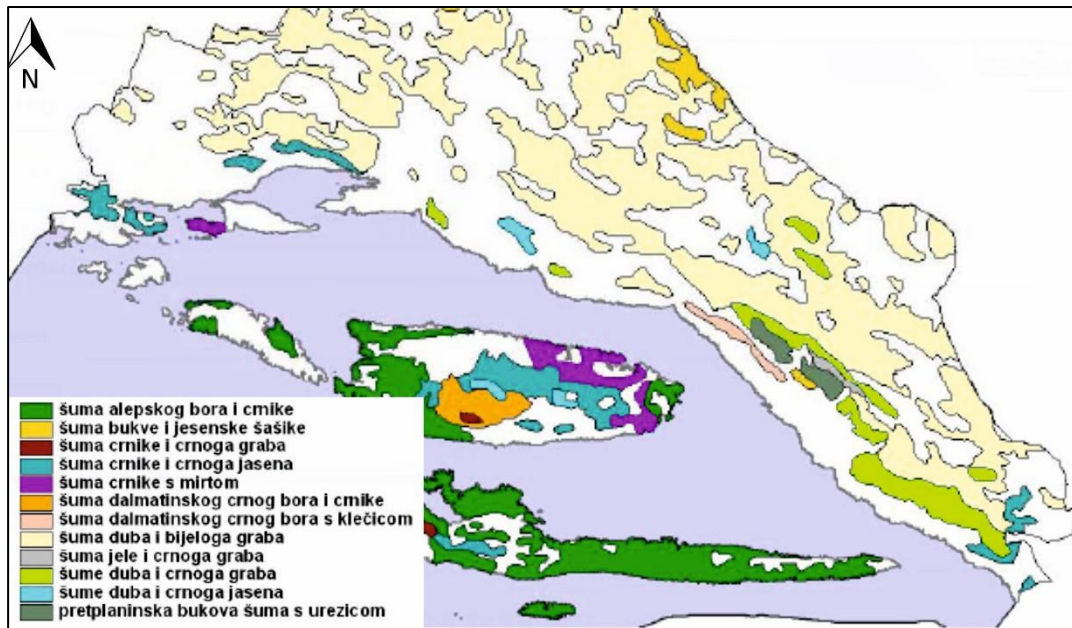 N
šuma alepskog bora i crnike
šuma bukve i jesenske šašike
šuma crnike i crnoga graba
šuma crnike i crnoga jasena
šuma crnike s mirtom
šuma dalmatinskog crnog bora i crnike
šuma dalmatinskog crnog bora s klečicom
šuma duba i bijeloga graba
šuma jele i crnoga graba
šume duba i crnoga graba
šume duba i crnoga jasena
pretplaninska bukova šuma s urezicom